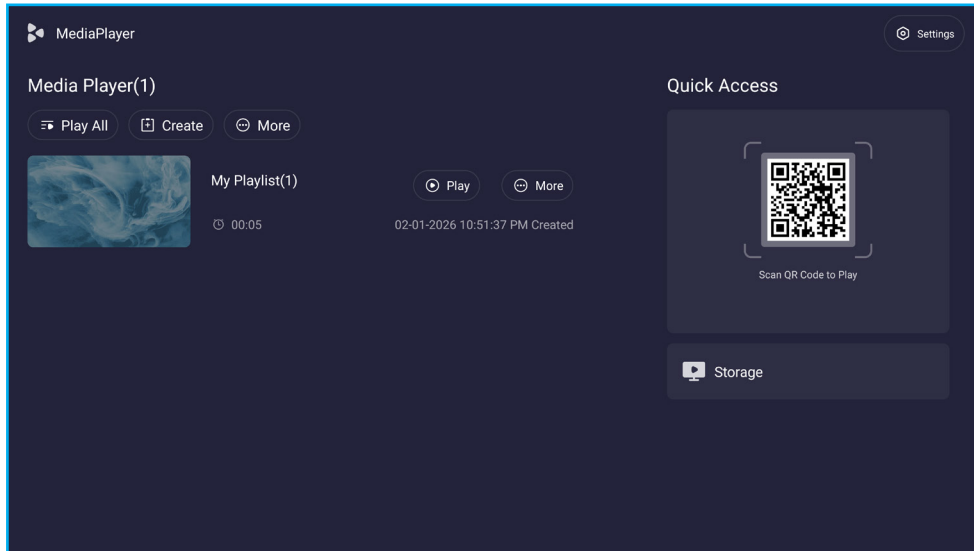 MediaPlayer
Settings
Media Player(1)
Play All
Create
More
My Playlist(1)
Play
More
00:05
02-01-2026 10:51:37 PM Created
Quick Access
Scan QR Code to Play
Storage